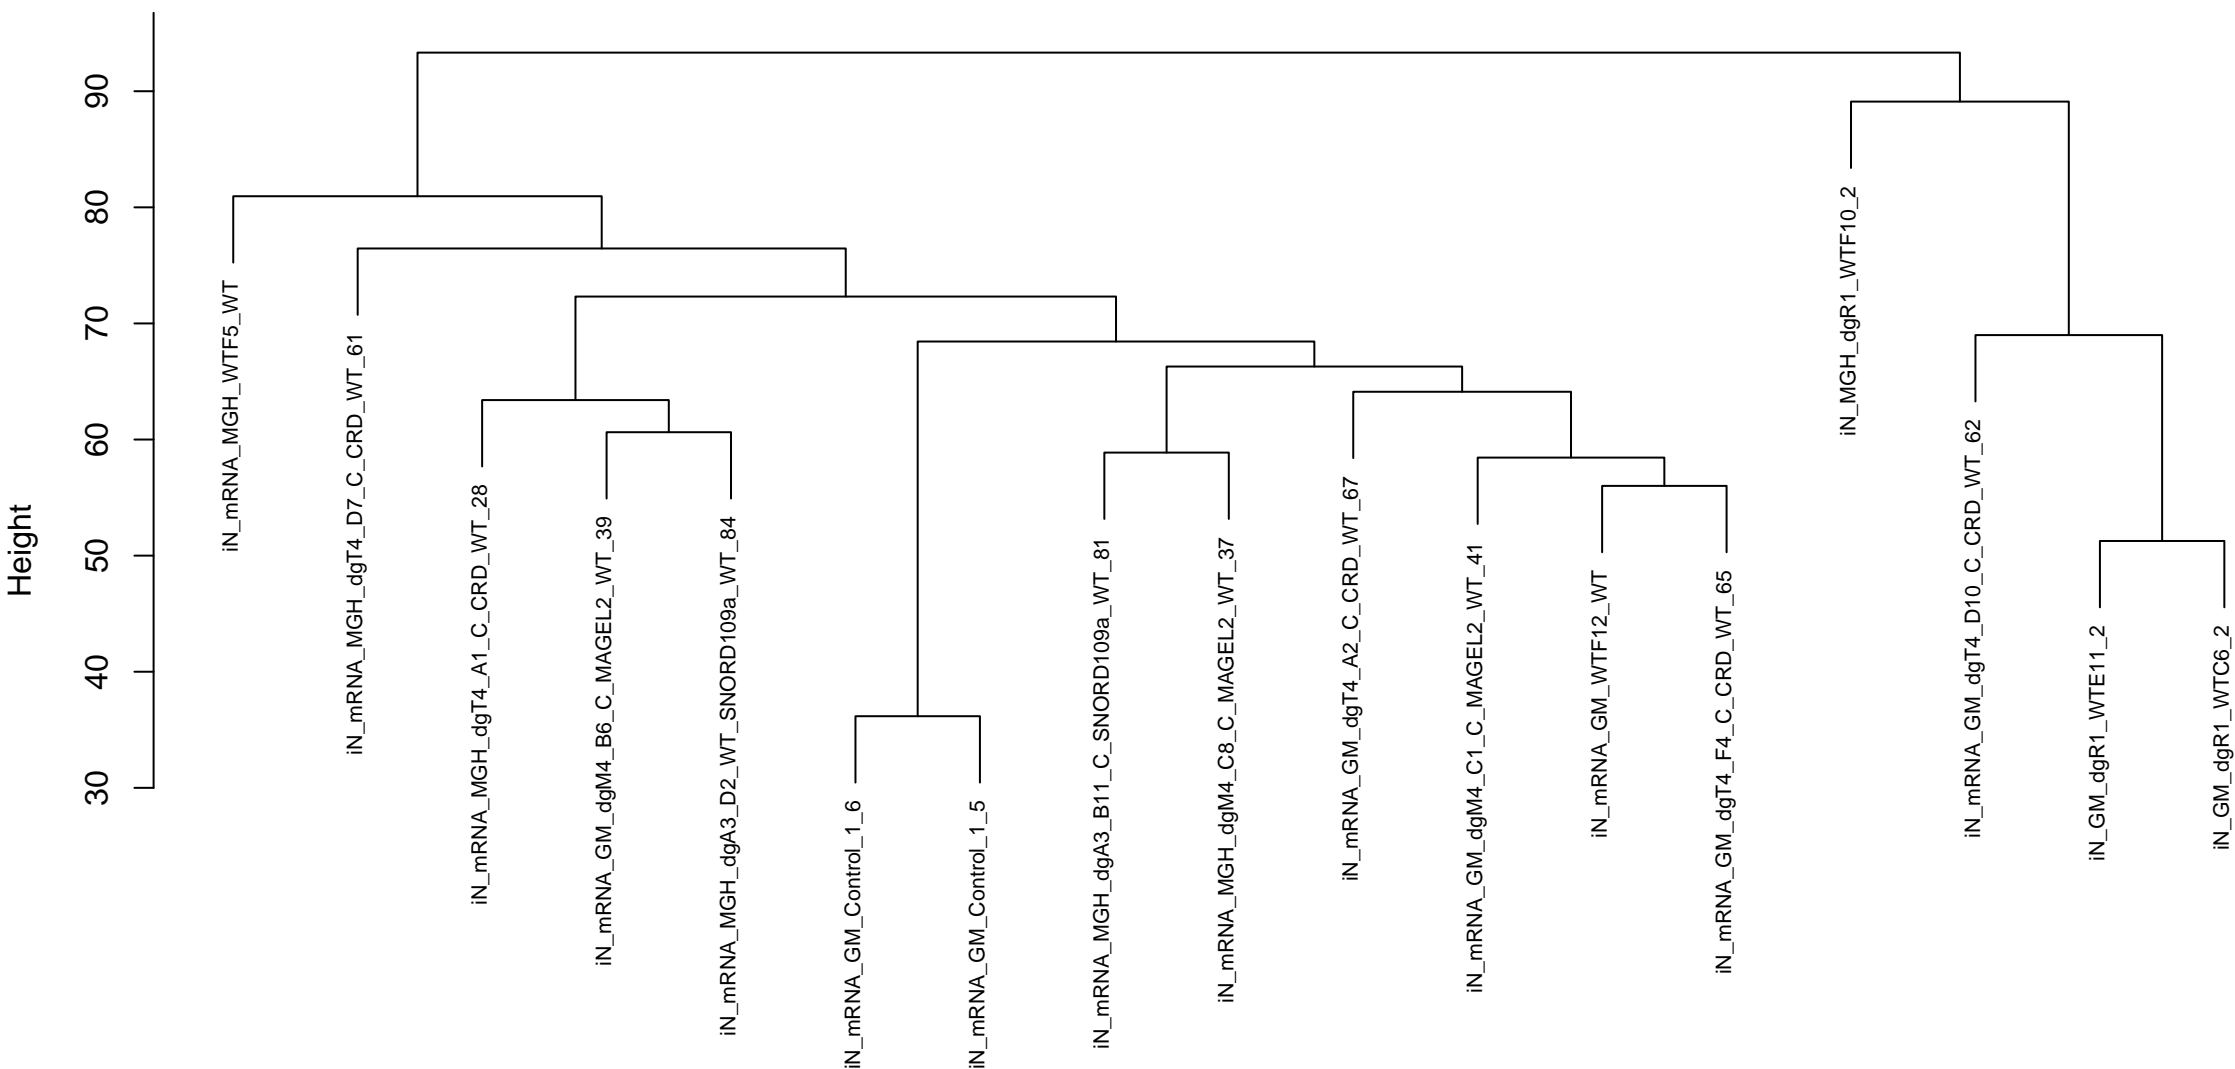 Height
90
80
70
60
50
40
30
iN_mRNA_MGH_WTF5_WT
iN_mRNA_MGH_dgT4_D7_C_CRD_WT_61
iN_mRNA_MGH_dgT4_A1_C_CRD_WT_28
iN_mRNA_GM_dgM4_B6_C_MAGEL2_WT_39
iN_mRNA_MGH_dgA3_D2_WT_SNORD109a_WT_84
iN_mRNA_GM_Control_1_6
iN_mRNA_GM_Control_1_5
iN_mRNA_MGH_dgA3_B11_C_SNORD109a_WT_81
iN_mRNA_MGH_dgM4_C8_C_MAGEL2_WT_37
iN_mRNA_GM_dgT4_A2_C_CRD_WT_67
iN_mRNA_GM_dgM4_C1_C_MAGEL2_WT_41
iN_mRNA_GM_WTF12_WT
iN_mRNA_GM_dgT4_F4_C_CRD_WT_65
iN_MGH_dgR1_WTF10_2
iN_mRNA_GM_dgT4_D10_C_CRD_WT_62
iN_GM_dgR1_WTE11_2
iN_GM_dgR1_WTC6_2